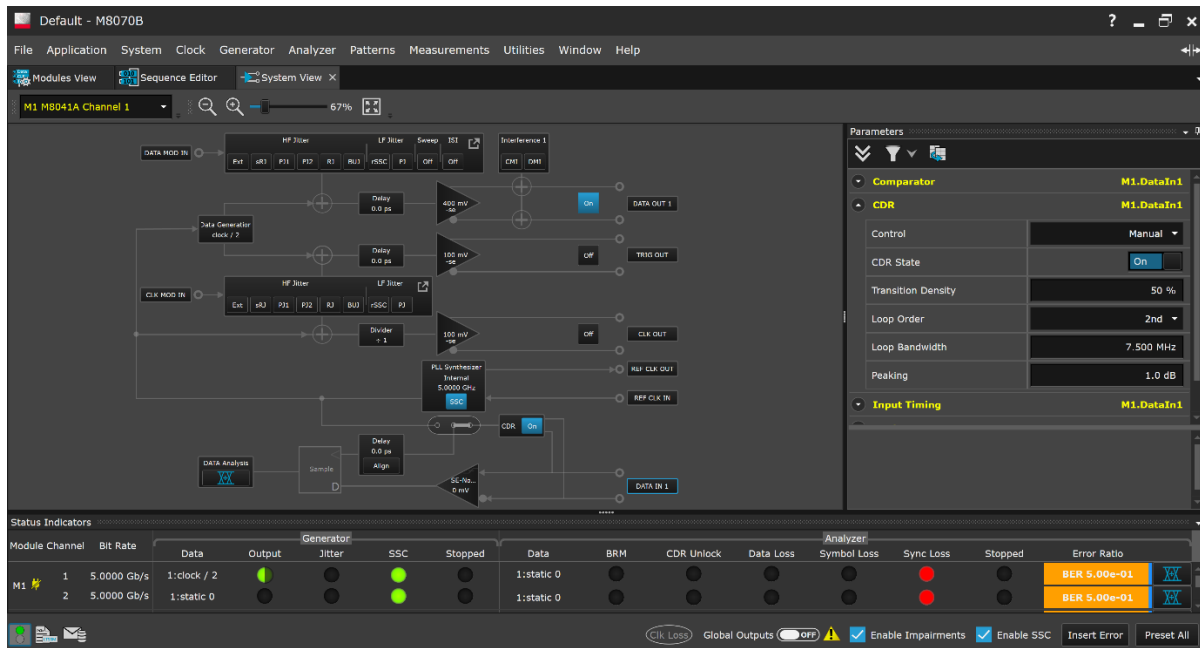 Default - M8070B
?
File Application System Clock Generator Analyzer Patterns Measurements Utilities Window Help
Modules View Sequence Editor System View
M1 M8041A Channel 1 67%
HF Jitter LF Jitter Sweep ISI Interference 1
DATA MOD IN Ext sRJ PJ1 PJ2 RJ BUJ rSSC PJ Off Off CMI DMI
Delay
0.0 ps
400 mV
-se
On DATA OUT 1
Data Generation
clock / 2
Delay
0.0 ps
100 mV
-se
Off TRIG OUT
HF Jitter LF Jitter
CLK MOD IN Ext sRJ PJ1 PJ2 RJ BUJ rSSC PJ
Divider
÷ 1
100 mV
-se
Off CLK OUT
PLL Synthesizer
Internal
5.0000 GHz
SSC
REF CLK OUT
REF CLK IN
CDR On
Delay
0.0 ps
Align
DATA Analysis
Sample
D
SE-No...
0 mV
DATA IN 1
Parameters
Comparator M1.DataIn1
CDR M1.DataIn1
Control Manual
CDR State On
Transition Density 50 %
Loop Order 2nd
Loop Bandwidth 7.500 MHz
Peaking 1.0 dB
Input Timing M1.DataIn1
Status Indicators
Generator Analyzer
Module Channel Bit Rate Data Output Jitter SSC Stopped Data BRM CDR Unlock Data Loss Symbol Loss Sync Loss Stopped Error Ratio
M1 1 5.0000 Gb/s 1:clock / 2 1:static 0 BER 5.00e-01
2 5.0000 Gb/s 1:static 0 1:static 0 BER 5.00e-01
Clk Loss Global Outputs OFF Enable Impairments Enable SSC Insert Error Preset All